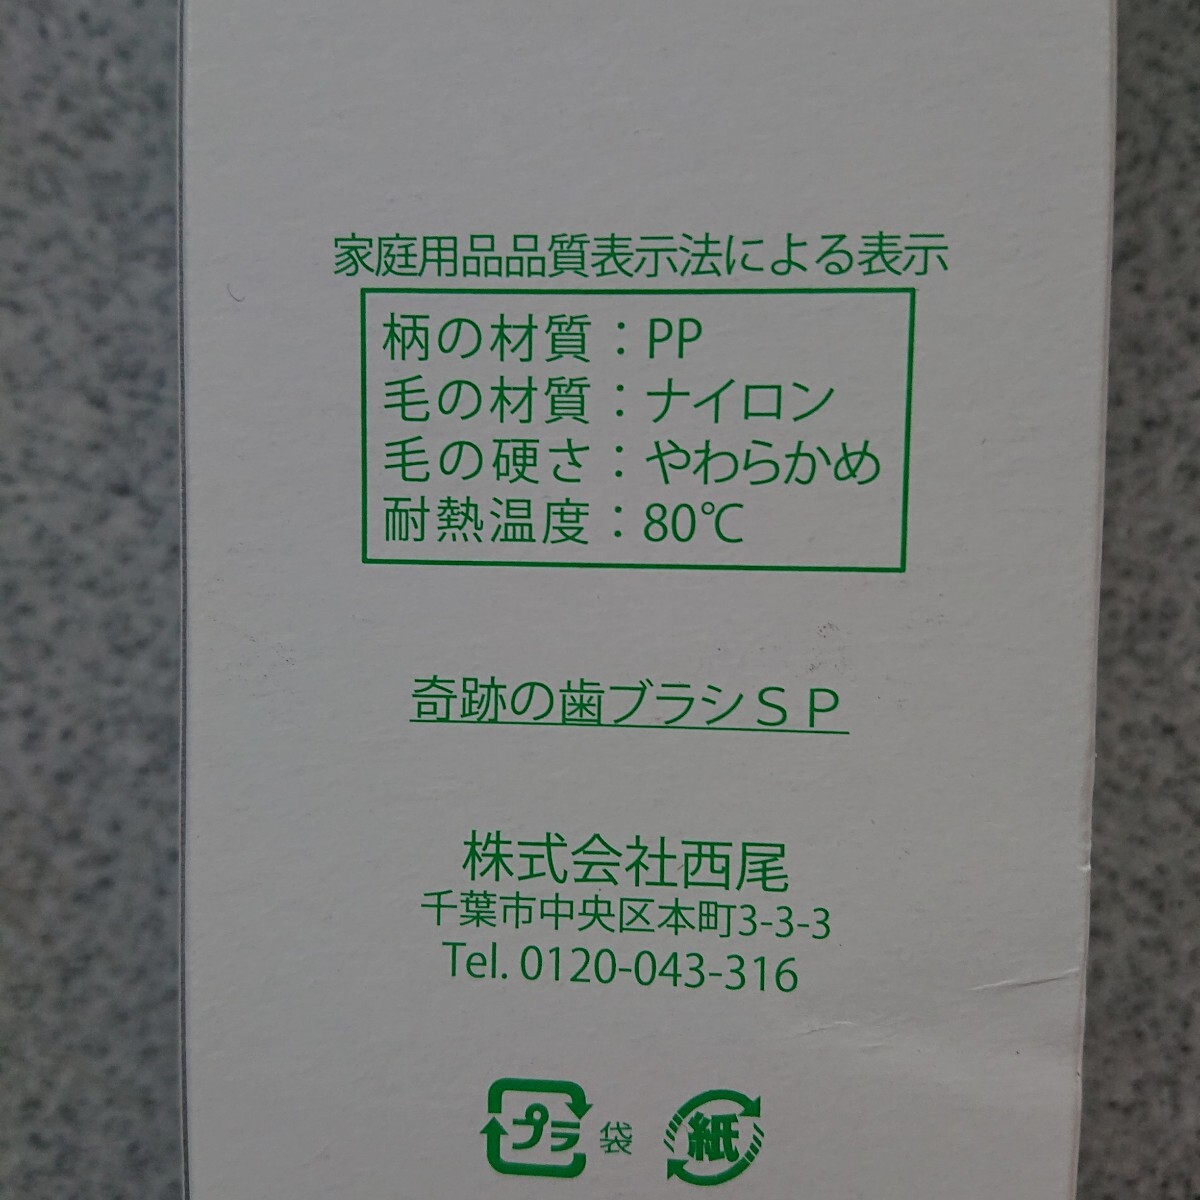 家庭用品品質表示法による表示
柄の材質：PP
毛の材質：ナイロン
毛の硬さ：やわらかめ
耐熱温度：80℃
奇跡の歯ブラシＳＰ
株式会社西尾
千葉市中央区本町3-3-3
Tel. 0120-043-316
プラ 袋 紙